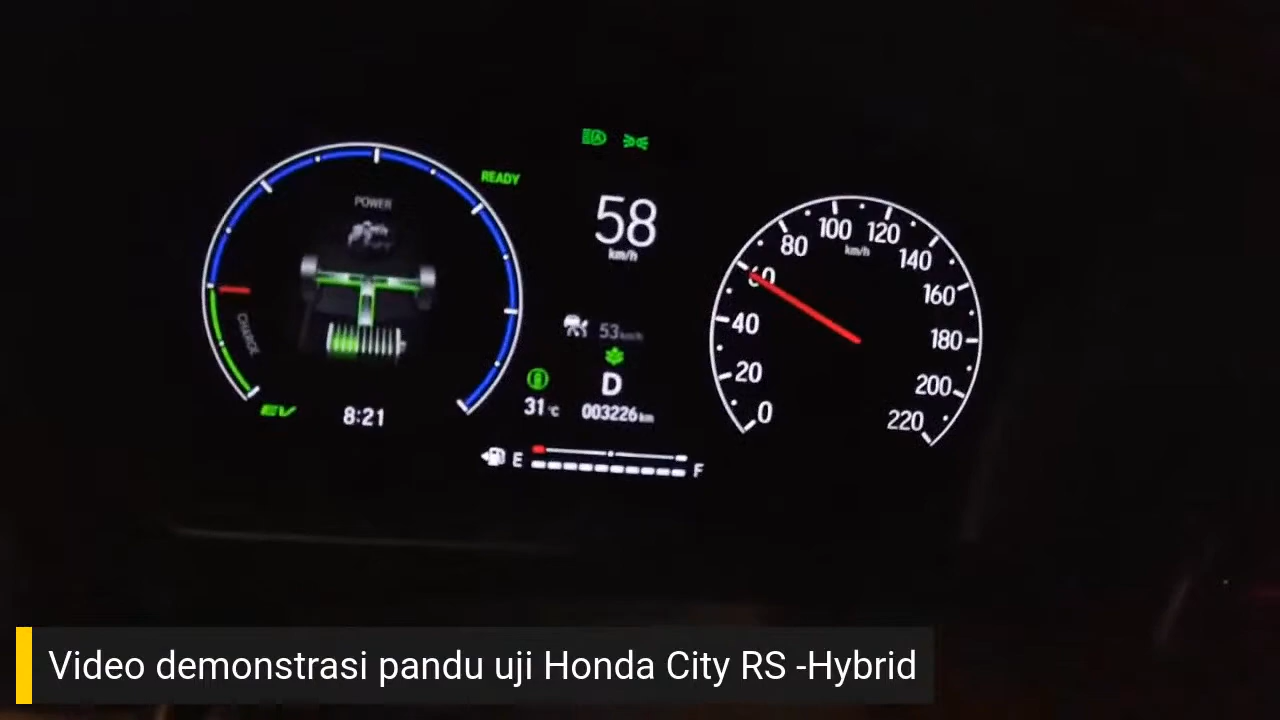 READY
POWER
CHARGE
EV
8:21
58
km/h
53 km/h
D
31 °C
003226 km
E
F
0
20
40
60
80
100
120
140
160
180
200
220
km/h
Video demonstrasi pandu uji Honda City RS -Hybrid